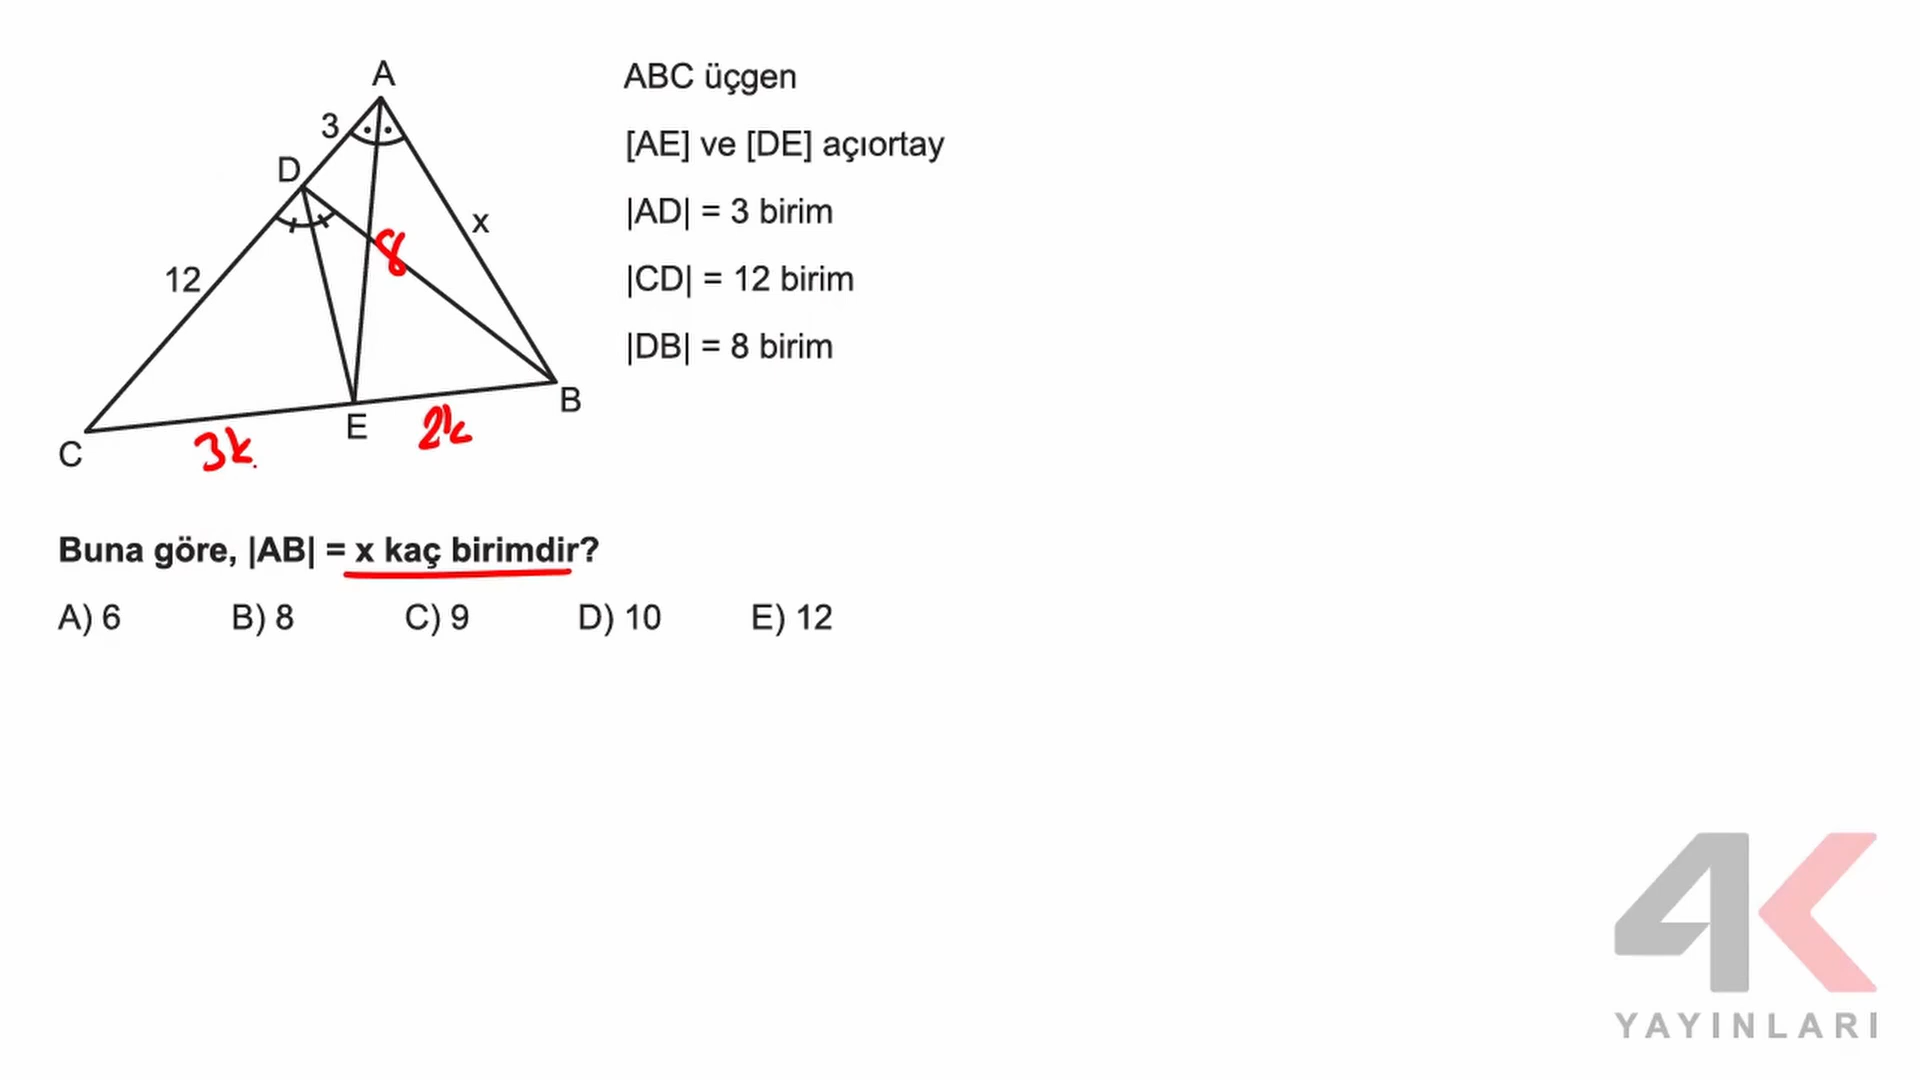 A
3
D
x
8
12
B
E
C
3k
2k
ABC üçgen
[AE] ve [DE] açıortay
|AD| = 3 birim
|CD| = 12 birim
|DB| = 8 birim
Buna göre, |AB| = x kaç birimdir?
A) 6 B) 8 C) 9 D) 10 E) 12
4K
YAYINLARI